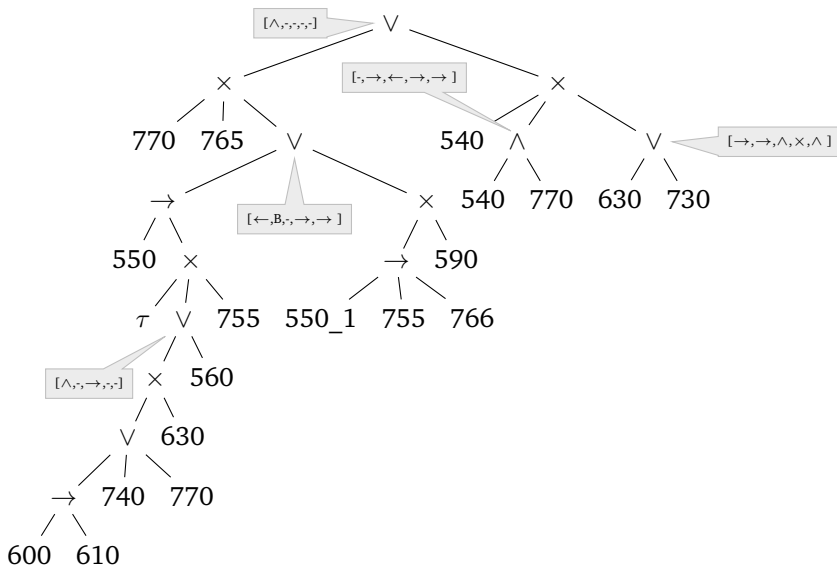 [∧,-,-,-,-] ∨
× [-,→,←,→,→ ] ×
770 765 ∨ 540 ∧ ∨ [→,→,∧,×,∧ ]
→ [←,B,-,→,→ ] × 540 770 630 730
550 × → 590
τ ∨ 755 550_1 755 766
[∧,-,→,-,-] × 560
∨ 630
→ 740 770
600 610